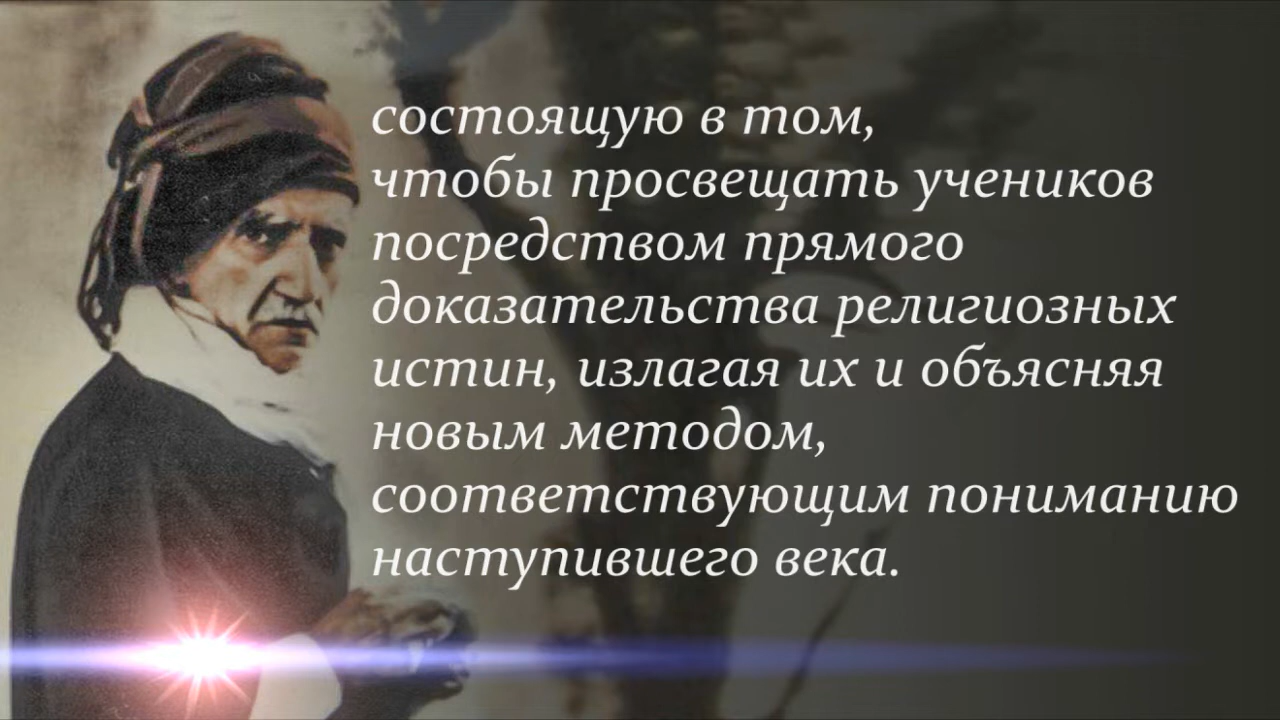 состоящую в том,
чтобы просвещать учеников
посредством прямого
доказательства религиозных
истин, излагая их и объясняя
новым методом,
соответствующим пониманию
наступившего века.